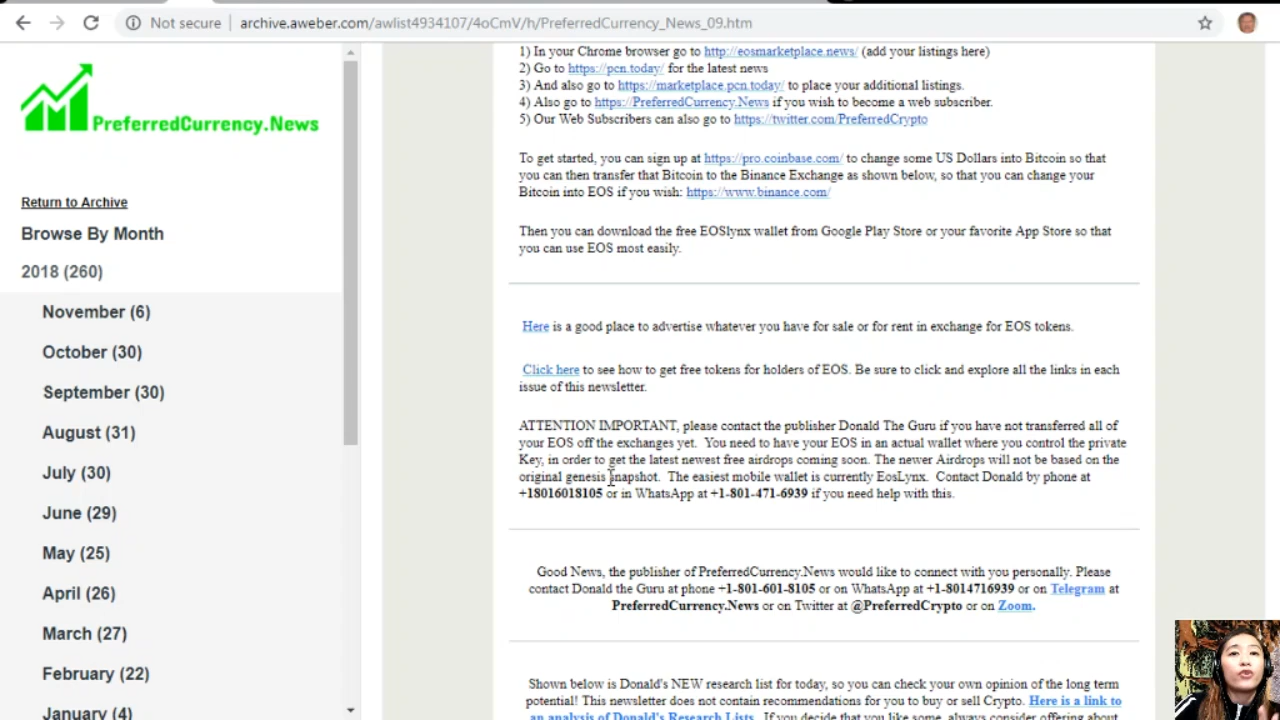 Not secure | archive.aweber.com/awlist4934107/4oCmV/h/PreferredCurrency_News_09.htm
PreferredCurrency.News
Return to Archive
Browse By Month
2018 (260)
November (6)
October (30)
September (30)
August (31)
July (30)
June (29)
May (25)
April (26)
March (27)
February (22)
January (4)
1) In your Chrome browser go to http://eosmarketplace.news/ (add your listings here)
2) Go to https://pcn.today/ for the latest news
3) And also go to https://marketplace.pcn.today/ to place your additional listings.
4) Also go to https://PreferredCurrency.News if you wish to become a web subscriber.
5) Our Web Subscribers can also go to https://twitter.com/PreferredCrypto
To get started, you can sign up at https://pro.coinbase.com/ to change some US Dollars into Bitcoin so that
you can then transfer that Bitcoin to the Binance Exchange as shown below, so that you can change your
Bitcoin into EOS if you wish: https://www.binance.com/
Then you can download the free EOSlynx wallet from Google Play Store or your favorite App Store so that
you can use EOS most easily.
Here is a good place to advertise whatever you have for sale or for rent in exchange for EOS tokens.
Click here to see how to get free tokens for holders of EOS. Be sure to click and explore all the links in each
issue of this newsletter.
ATTENTION IMPORTANT, please contact the publisher Donald The Guru if you have not transferred all of
your EOS off the exchanges yet. You need to have your EOS in an actual wallet where you control the private
Key, in order to get the latest newest free airdrops coming soon. The newer Airdrops will not be based on the
original genesis snapshot. The easiest mobile wallet is currently EosLynx. Contact Donald by phone at
+18016018105 or in WhatsApp at +1-801-471-6939 if you need help with this.
Good News, the publisher of PreferredCurrency.News would like to connect with you personally. Please
contact Donald the Guru at phone +1-801-601-8105 or on WhatsApp at +1-8014716939 or on Telegram at
PreferredCurrency.News or on Twitter at @PreferredCrypto or on Zoom.
Shown below is Donald's NEW research list for today, so you can check your own opinion of the long term
potential! This newsletter does not contain recommendations for you to buy or sell Crypto. Here is a link to
an analysis of Donald's Research Lists. If you decide that you like some, always consider offering about